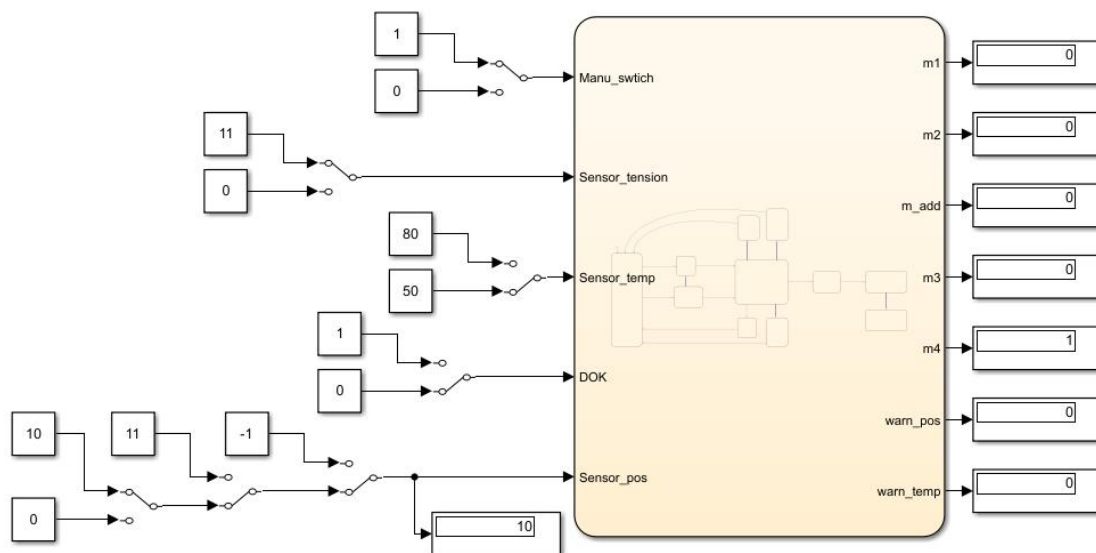 1
0
Manu_swtich
11
0
Sensor_tension
80
50
Sensor_temp
1
0
DOK
10
11
-1
0
Sensor_pos
10
m1
0
m2
0
m_add
0
m3
0
m4
1
warn_pos
0
warn_temp
0